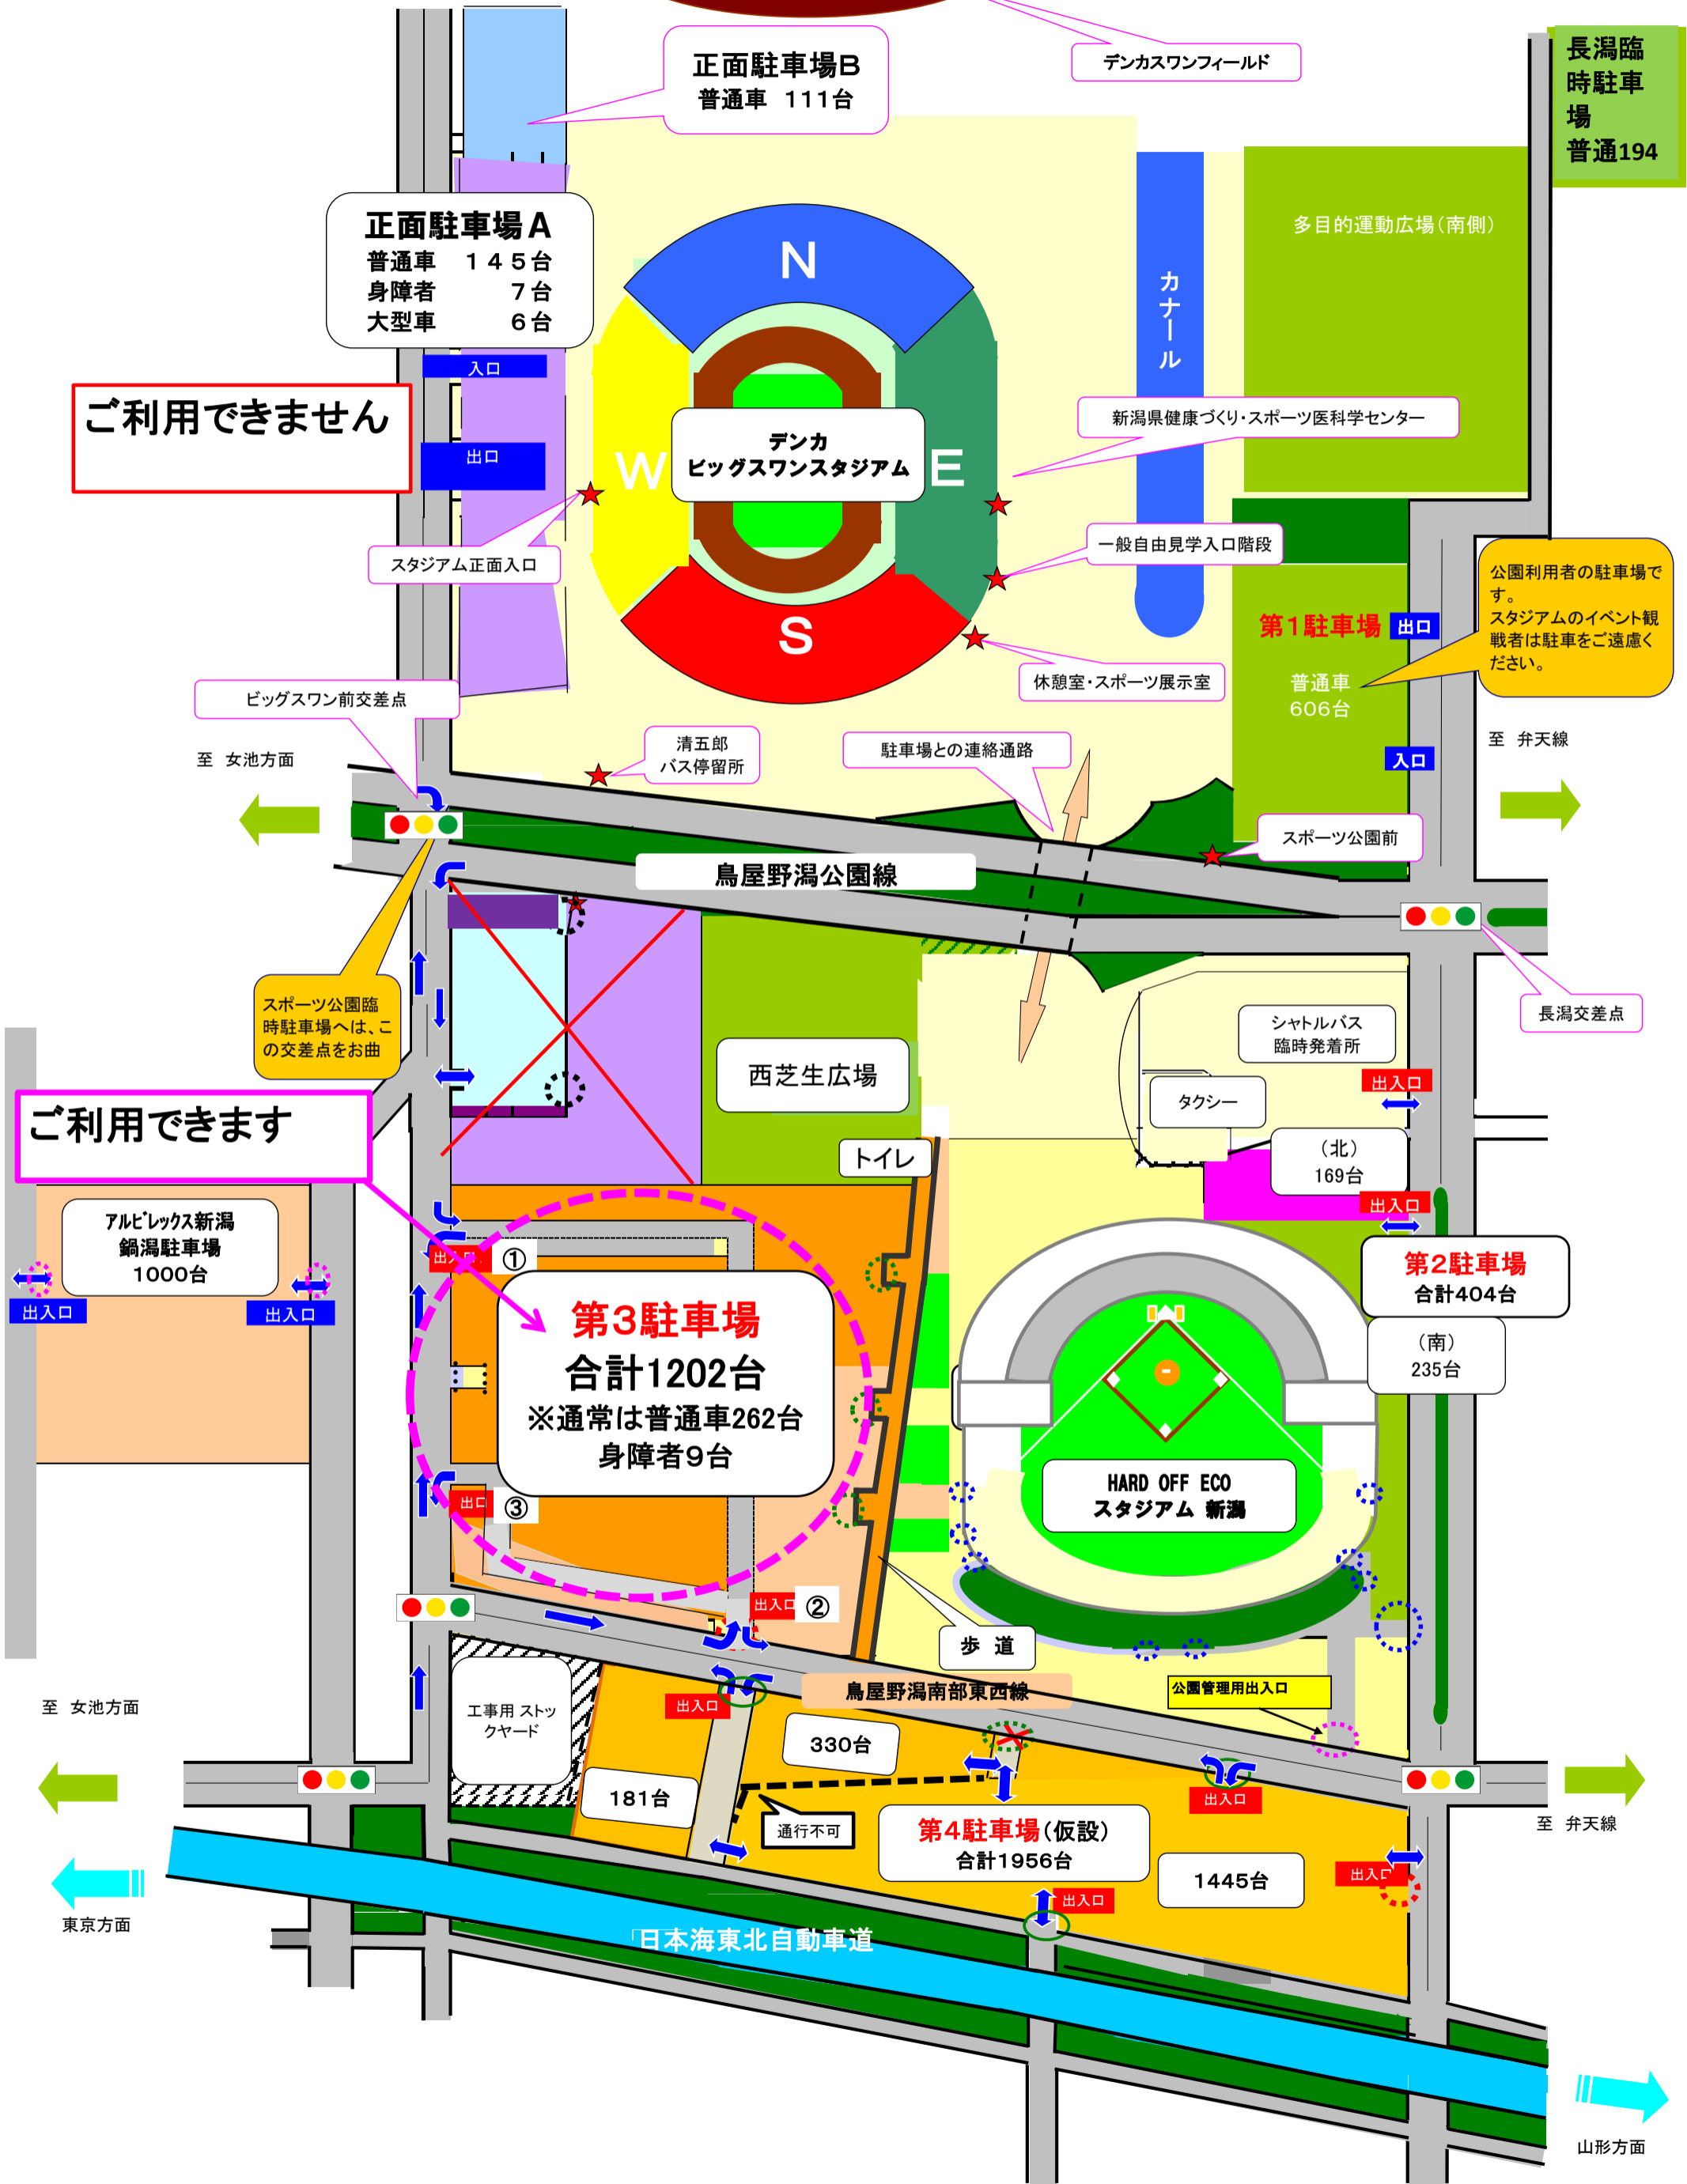 デンカスワンフィールド
正面駐車場B
普通車 111台
長潟臨
時駐車
場
普通194
正面駐車場A
普通車 145台
身障者 7台
大型車 6台
多目的運動広場(南側)
カナール
N
W
E
S
デンカ
ビッグスワンスタジアム
入口
出口
ご利用できません
新潟県健康づくり・スポーツ医科学センター
スタジアム正面入口
一般自由見学入口階段
公園利用者の駐車場で
す。
スタジアムのイベント観
戦者は駐車をご遠慮く
ださい。
第1駐車場
出口
普通車
606台
入口
休憩室・スポーツ展示室
ビッグスワン前交差点
清五郎
バス停留所
駐車場との連絡通路
至 女池方面
至 弁天線
スポーツ公園前
鳥屋野潟公園線
スポーツ公園臨
時駐車場へは、こ
の交差点をお曲
長潟交差点
シャトルバス
臨時発着所
西芝生広場
出入口
タクシー
ご利用できます
トイレ
(北)
169台
出入口
アルビレックス新潟
鍋潟駐車場
1000台
出入口
出入口
出入口
①
第2駐車場
合計404台
(南)
235台
第3駐車場
合計1202台
※通常は普通車262台
身障者9台
HARD OFF ECO
スタジアム 新潟
出口
③
出入口
②
歩 道
鳥屋野潟南部東西線
公園管理用出入口
出入口
工事用 ストッ
クヤード
至 女池方面
330台
181台
通行不可
第4駐車場(仮設)
合計1956台
出入口
1445台
出入口
出入口
至 弁天線
東京方面
日本海東北自動車道
山形方面